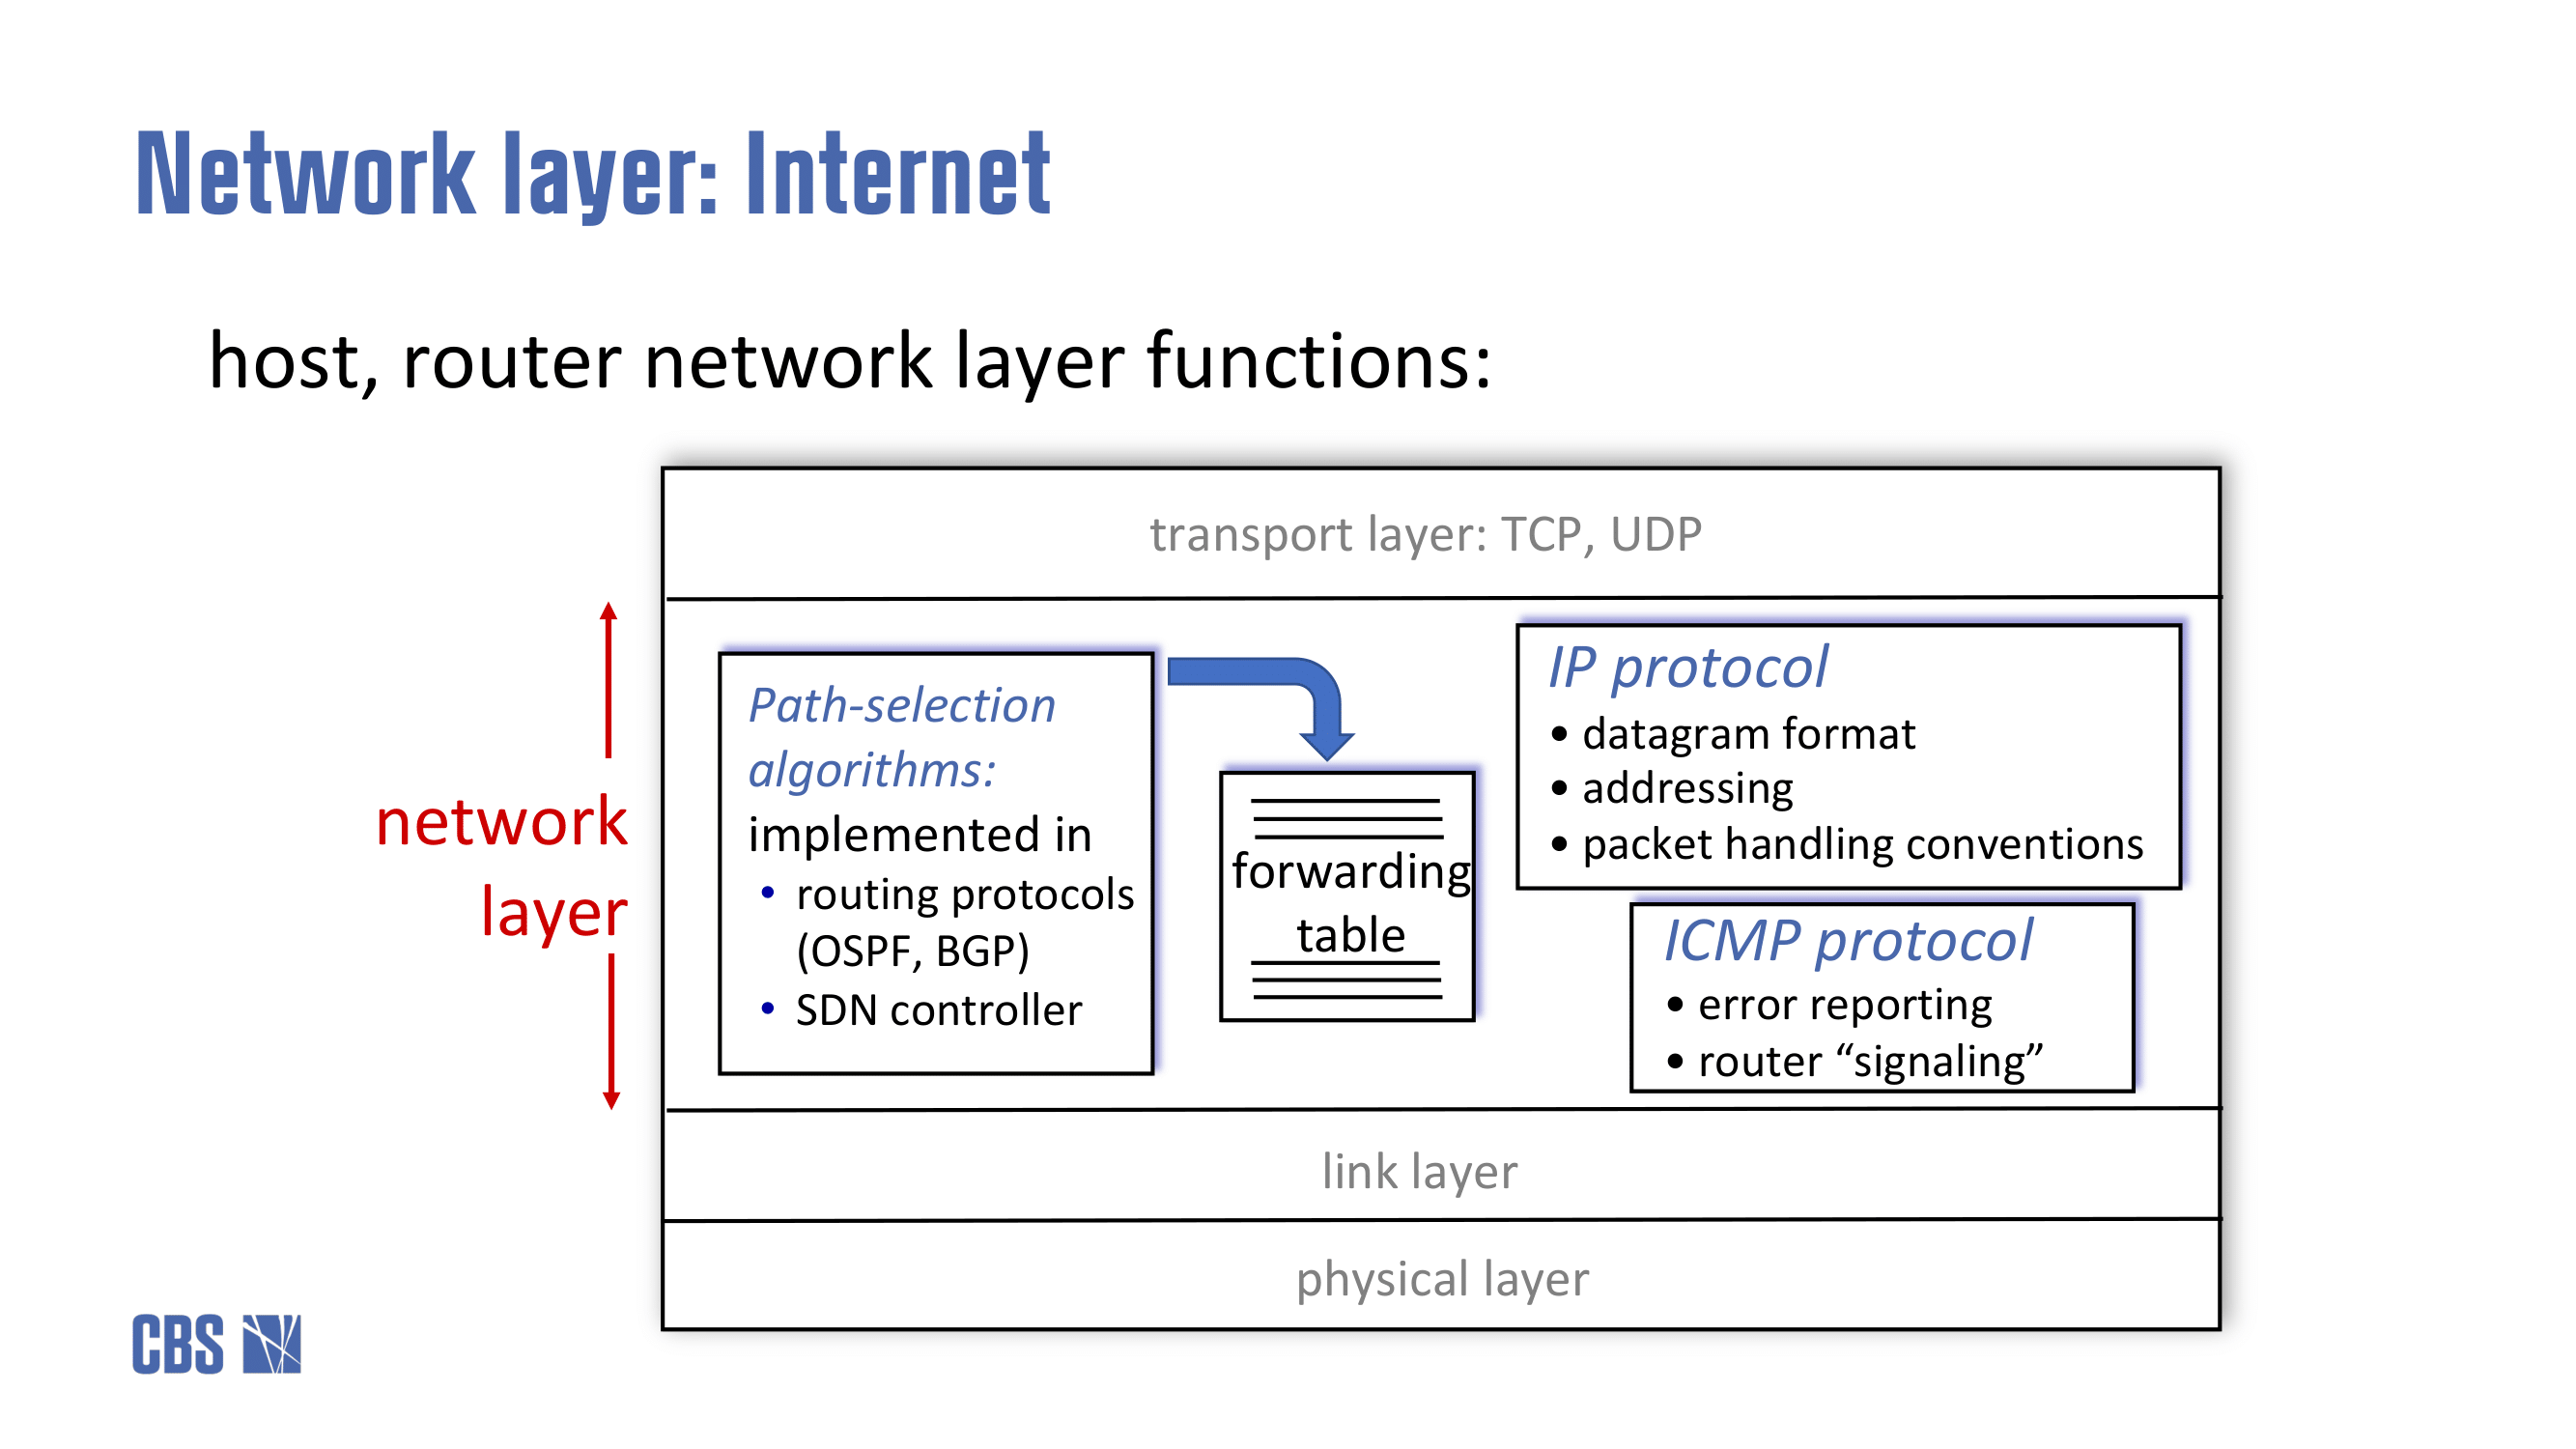 Network layer: Internet
host, router network layer functions:
transport layer: TCP, UDP
network
layer
Path-selection
algorithms:
implemented in
• routing protocols
(OSPF, BGP)
• SDN controller
forwarding
table
IP protocol
• datagram format
• addressing
• packet handling conventions
ICMP protocol
• error reporting
• router “signaling”
link layer
physical layer
CBS